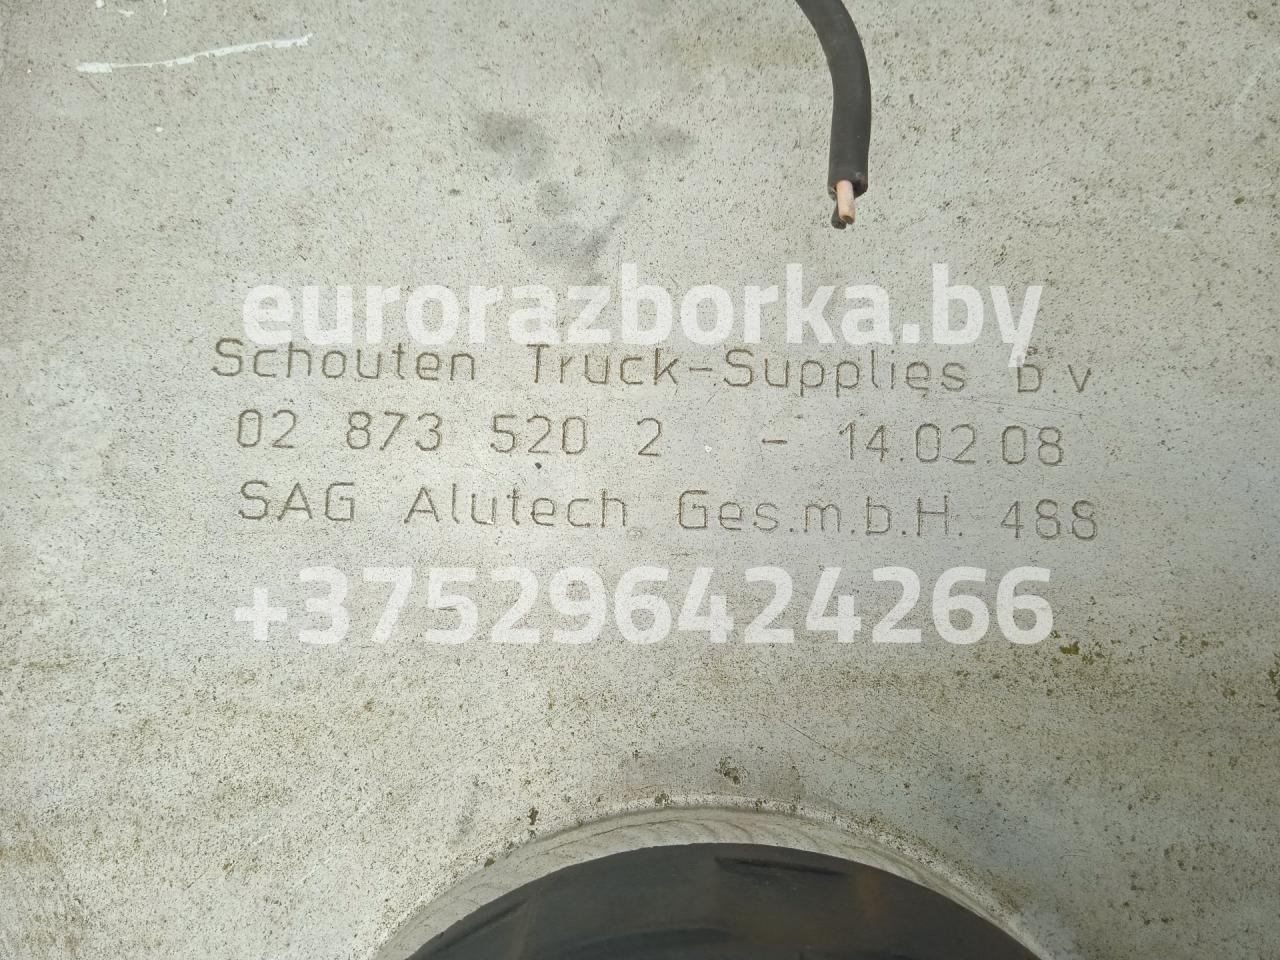 eurorazborka.by
Schouten Truck-Supplies B.V
02 873 520 2 - 14.02.08
SAG Alutech Ges.m.b.H. 488
+375296424266